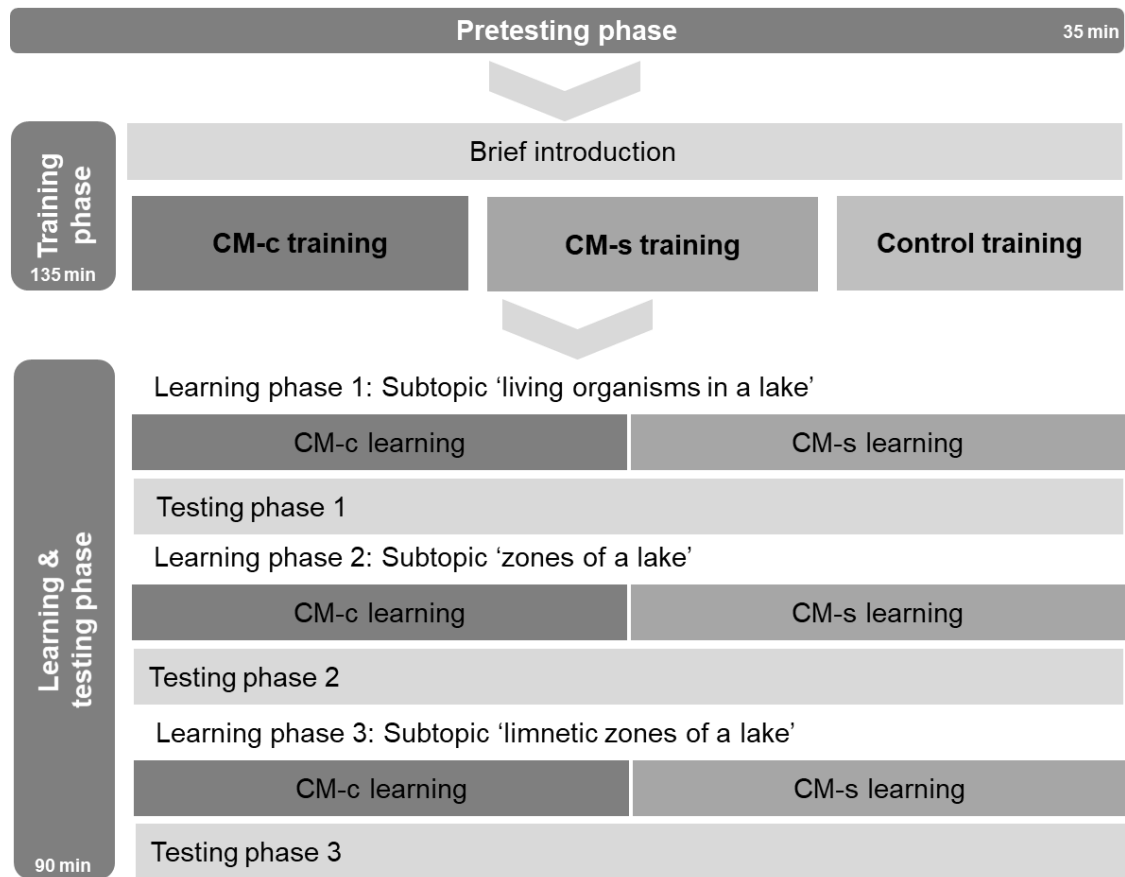 Pretesting phase
35 min
Training
phase
135 min
Brief introduction
CM-c training
CM-s training
Control training
Learning &
testing phase
90 min
Learning phase 1: Subtopic ‘living organisms in a lake’
CM-c learning
CM-s learning
Testing phase 1
Learning phase 2: Subtopic ‘zones of a lake’
CM-c learning
CM-s learning
Testing phase 2
Learning phase 3: Subtopic ‘limnetic zones of a lake’
CM-c learning
CM-s learning
Testing phase 3